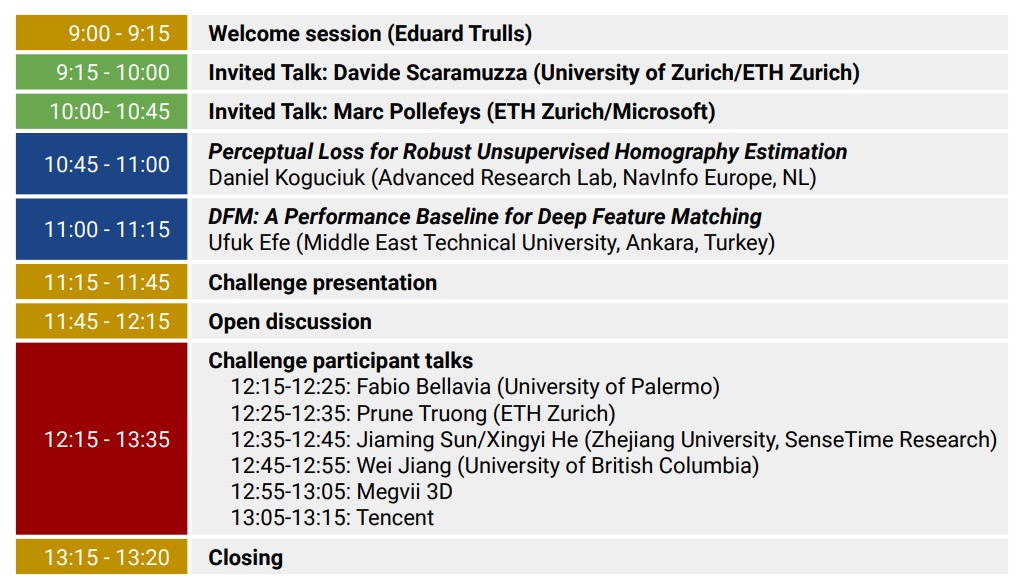 9:00 - 9:15 Welcome session (Eduard Trulls)
9:15 - 10:00 Invited Talk: Davide Scaramuzza (University of Zurich/ETH Zurich)
10:00- 10:45 Invited Talk: Marc Pollefeys (ETH Zurich/Microsoft)
10:45 - 11:00 Perceptual Loss for Robust Unsupervised Homography Estimation
Daniel Koguciuk (Advanced Research Lab, NavInfo Europe, NL)
11:00 - 11:15 DFM: A Performance Baseline for Deep Feature Matching
Ufuk Efe (Middle East Technical University, Ankara, Turkey)
11:15 - 11:45 Challenge presentation
11:45 - 12:15 Open discussion
12:15 - 13:35 Challenge participant talks
12:15-12:25: Fabio Bellavia (University of Palermo)
12:25-12:35: Prune Truong (ETH Zurich)
12:35-12:45: Jiaming Sun/Xingyi He (Zhejiang University, SenseTime Research)
12:45-12:55: Wei Jiang (University of British Columbia)
12:55-13:05: Megvii 3D
13:05-13:15: Tencent
13:15 - 13:20 Closing